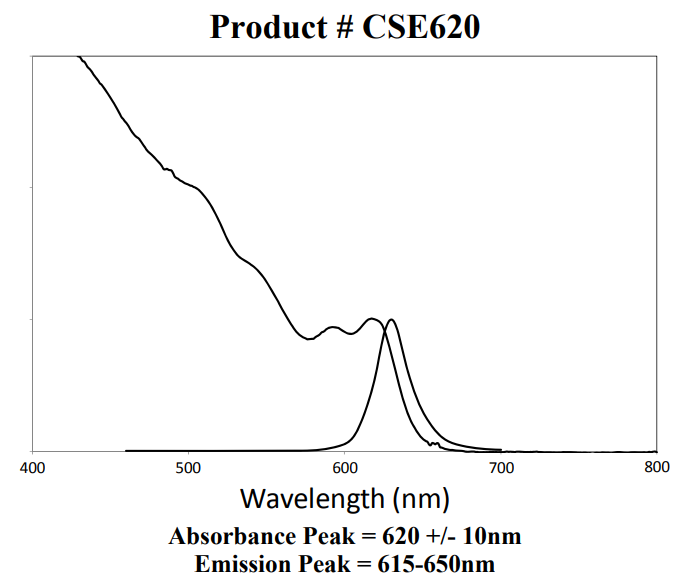 Product # CSE620
400 500 600 700 800
Wavelength (nm)
Absorbance Peak = 620 +/- 10nm
Emission Peak = 615-650nm